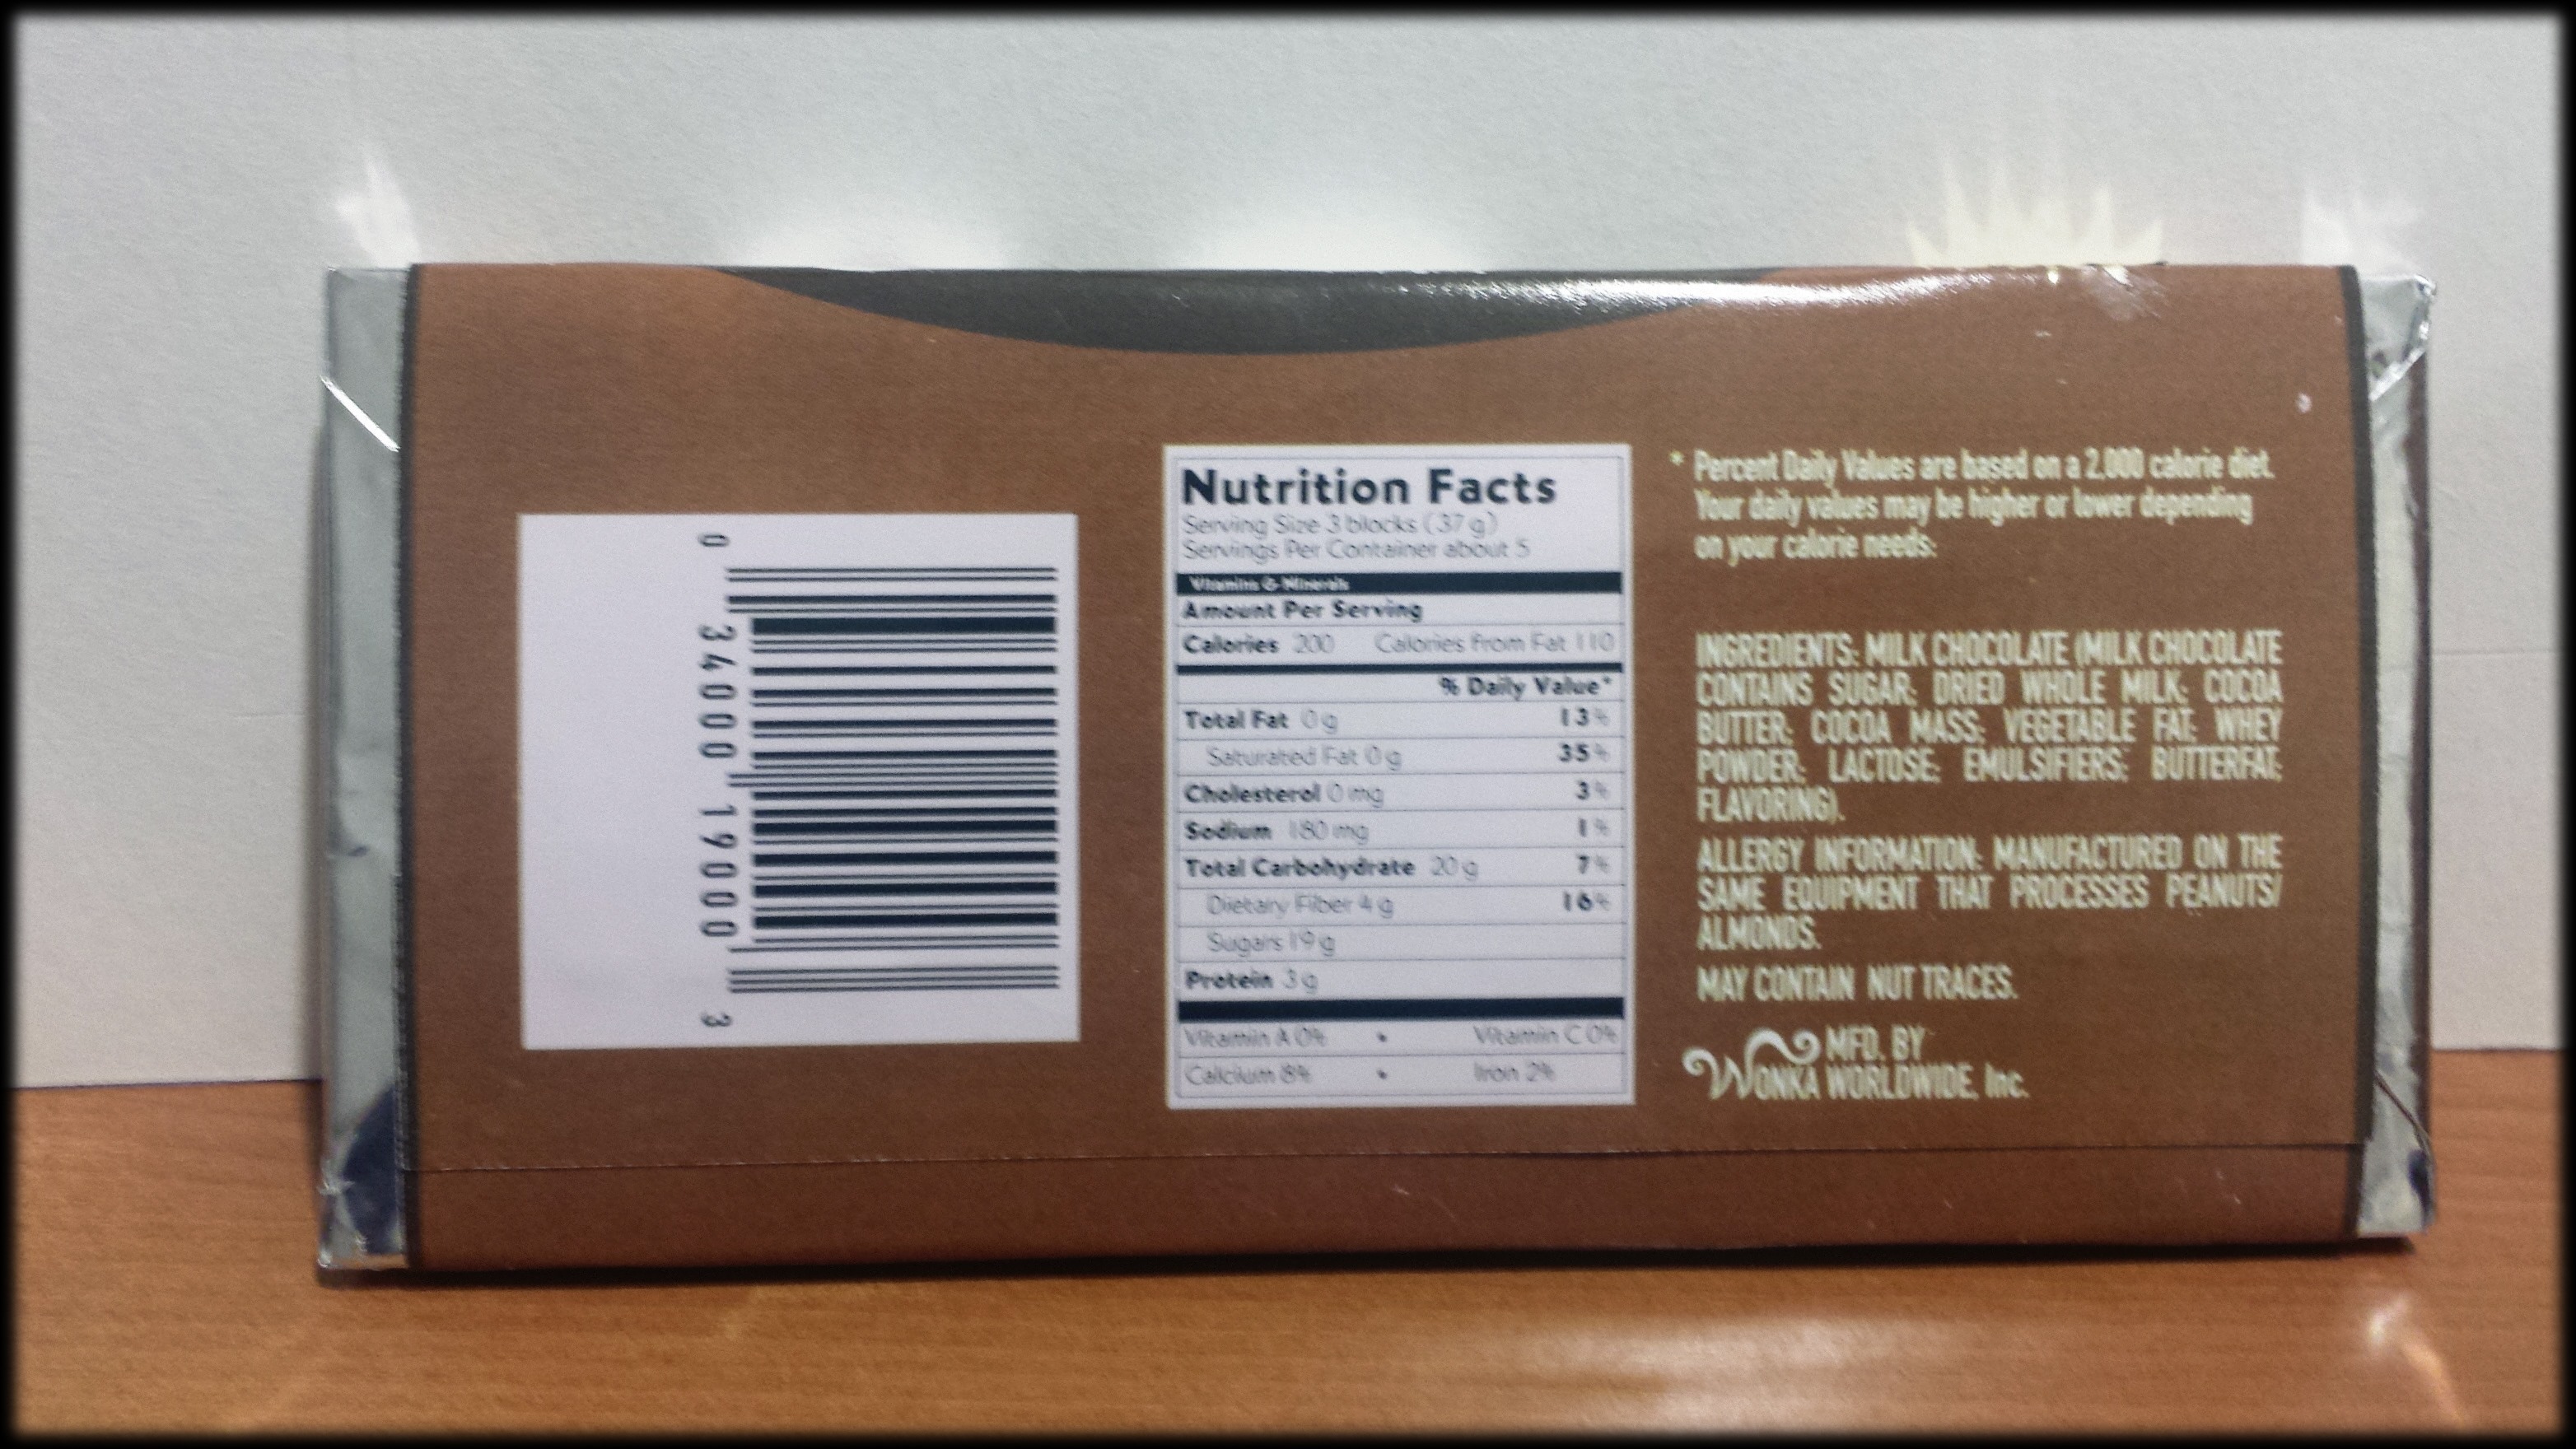 0 34000 19000 3
Nutrition Facts
Serving Size 3 blocks (37 g)
Servings Per Container about 5
Vitamins & Minerals
Amount Per Serving
Calories 200 Calories from Fat 110
% Daily Value*
Total Fat 0 g 13%
Saturated Fat 0 g 35%
Cholesterol 0 mg 3%
Sodium 180 mg 1%
Total Carbohydrate 20 g 7%
Dietary Fiber 4 g 16%
Sugars 19 g
Protein 3 g
Vitamin A 0% • Vitamin C 0%
Calcium 8% • Iron 2%
* Percent Daily Values are based on a 2.000 calorie diet.
Your daily values may be higher or lower depending
on your calorie needs:
INGREDIENTS: MILK CHOCOLATE (MILK CHOCOLATE
CONTAINS SUGAR; DRIED WHOLE MILK; COCOA
BUTTER; COCOA MASS; VEGETABLE FAT; WHEY
POWDER; LACTOSE; EMULSIFIERS; BUTTERFAT;
FLAVORING).
ALLERGY INFORMATION: MANUFACTURED ON THE
SAME EQUIPMENT THAT PROCESSES PEANUTS/
ALMONDS.
MAY CONTAIN NUT TRACES.
MFD. BY
WONKA WORLDWIDE, Inc.